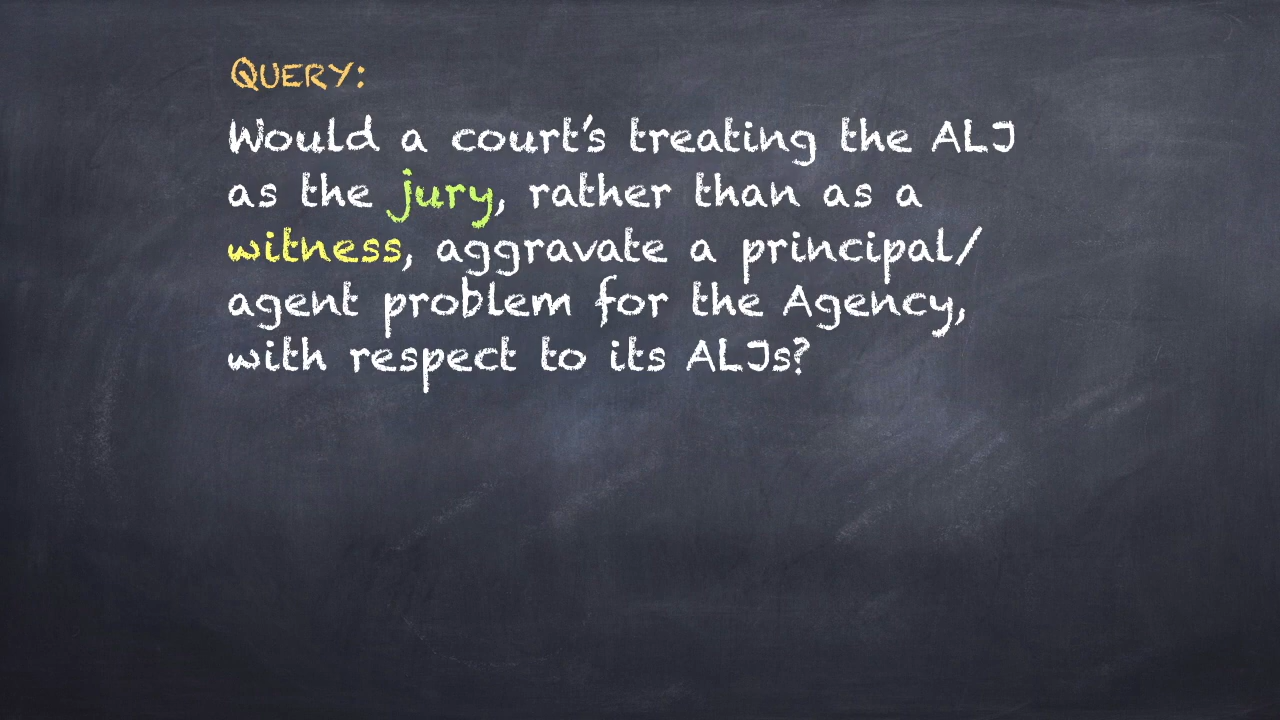 QUERY:
Would a court's treating the ALJ
as the jury, rather than as a
witness, aggravate a principal/
agent problem for the Agency,
with respect to its ALJs?